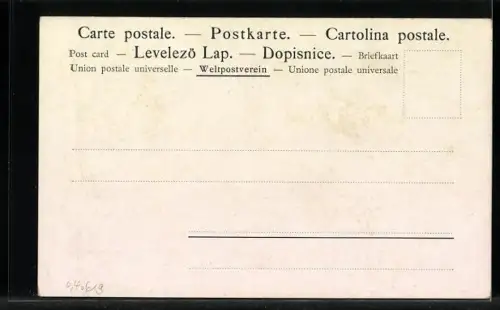 Carte postale. — Postkarte. — Cartolina postale.
Post card — Levelezö Lap. — Dopisnice. — Briefkaart
Union postale universelle — Weltpostverein — Unione postale universale